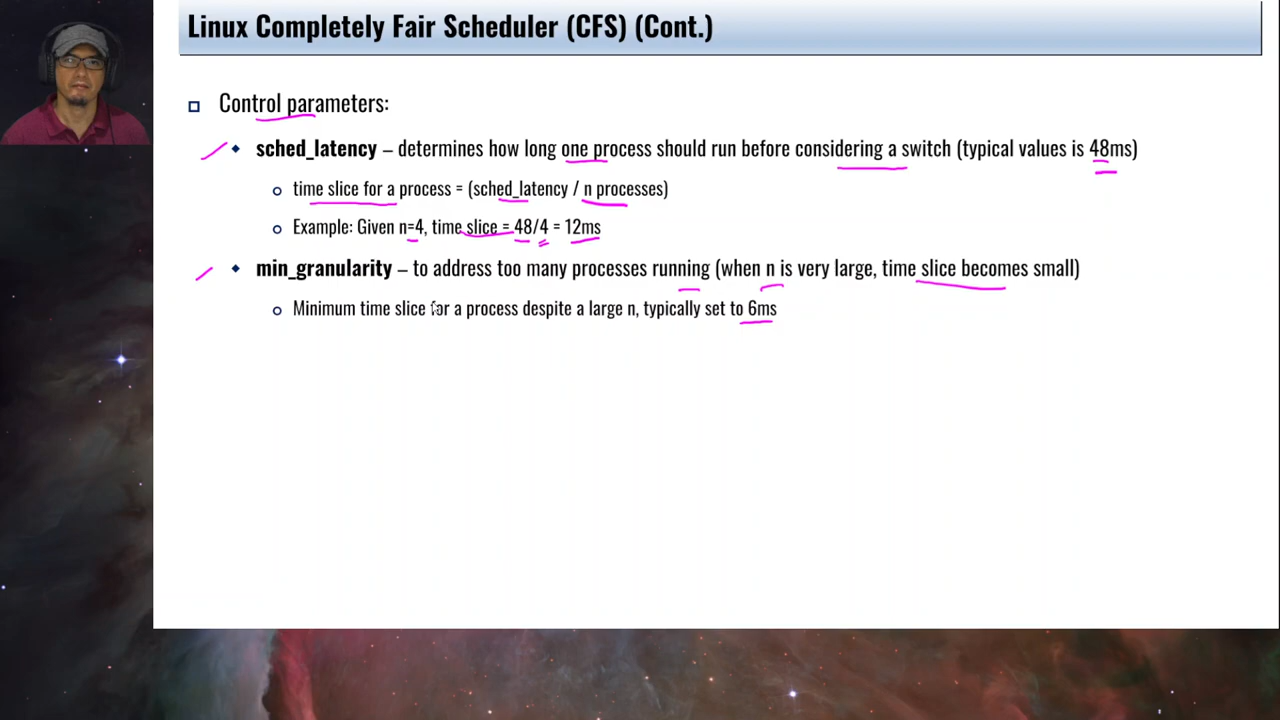 Linux Completely Fair Scheduler (CFS) (Cont.)
Control parameters:
sched_latency – determines how long one process should run before considering a switch (typical values is 48ms)
time slice for a process = (sched_latency / n processes)
Example: Given n=4, time slice = 48/4 = 12ms
min_granularity – to address too many processes running (when n is very large, time slice becomes small)
Minimum time slice for a process despite a large n, typically set to 6ms